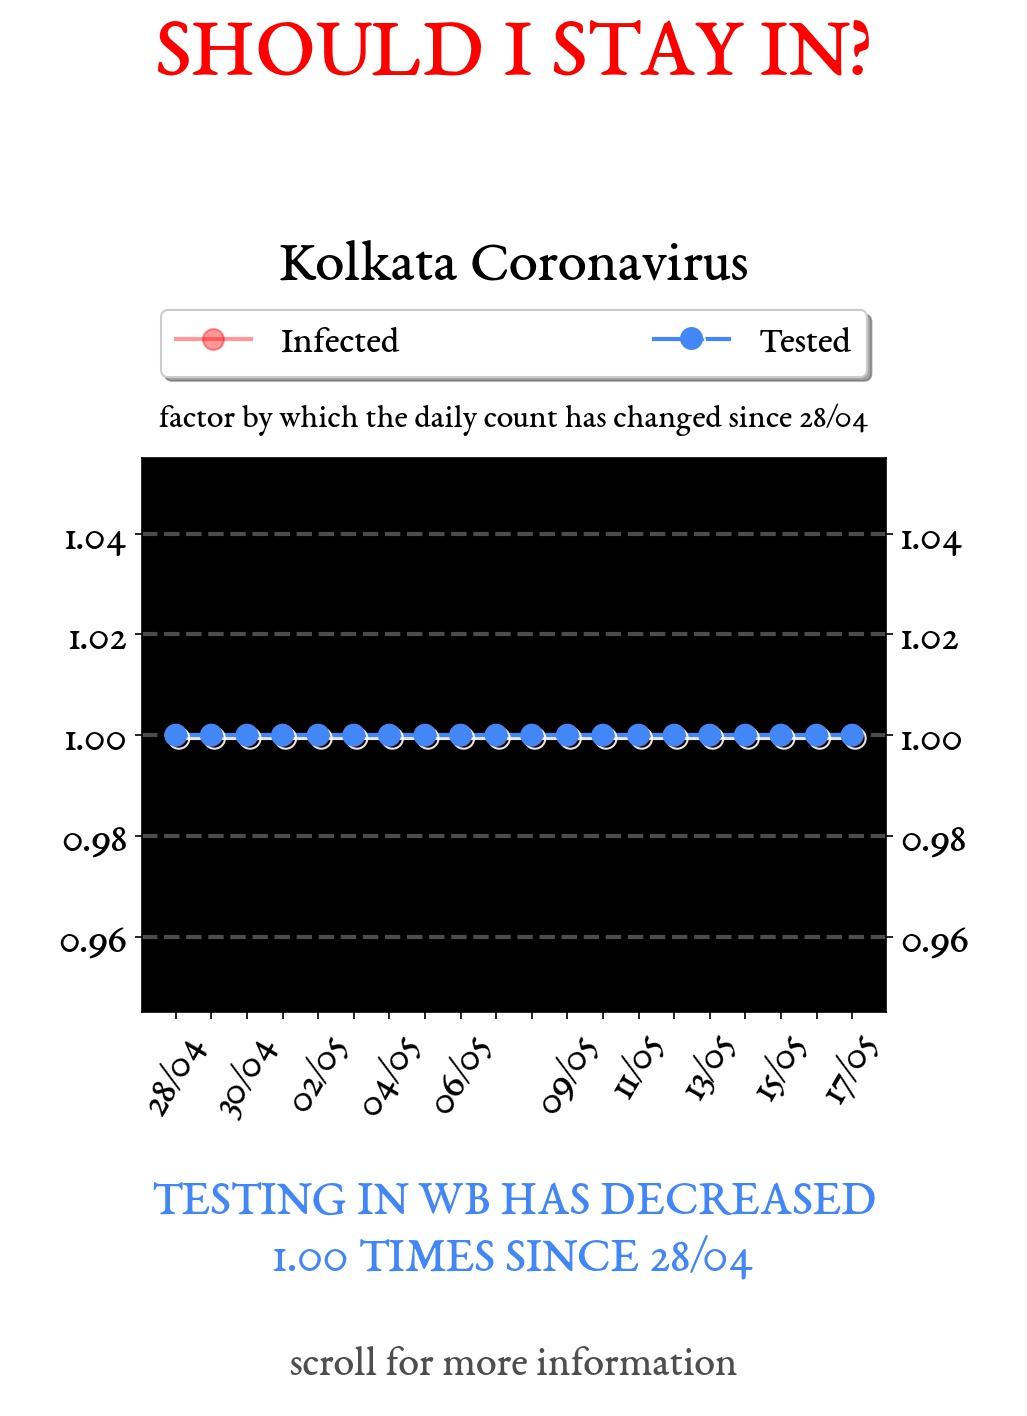 SHOULD I STAY IN?
Kolkata Coronavirus
Infected Tested
factor by which the daily count has changed since 28/04
1.04 1.04
1.02 1.02
1.00 1.00
0.98 0.98
0.96 0.96
28/04 30/04 02/05 04/05 06/05 09/05 11/05 13/05 15/05 17/05
TESTING IN WB HAS DECREASED
1.00 TIMES SINCE 28/04
scroll for more information